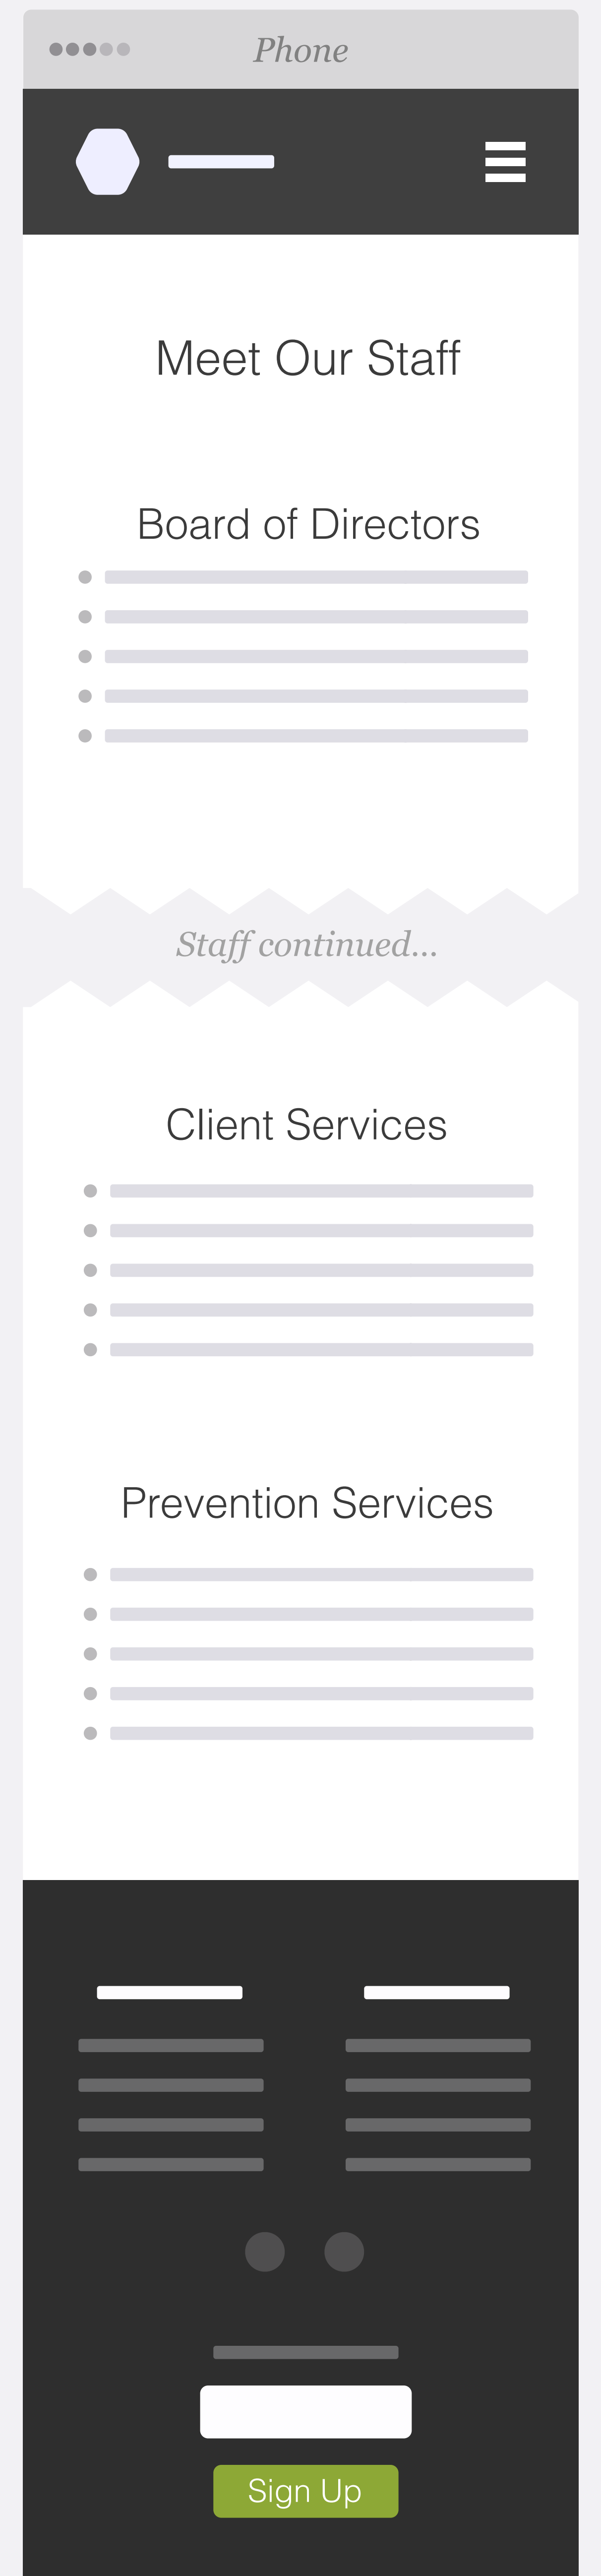 Phone
Meet Our Staff
Board of Directors
Staff continued...
Client Services
Prevention Services
Sign Up